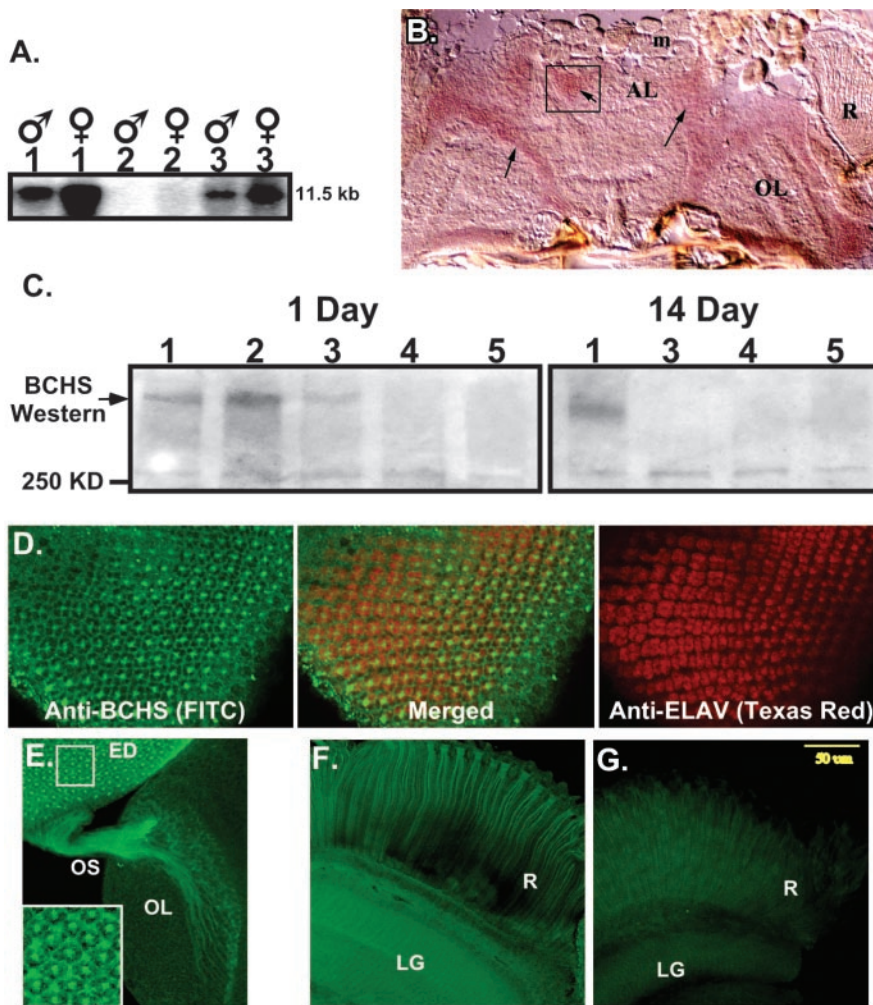 A.
♂ ♀ ♂ ♀ ♂ ♀
1 1 2 2 3 3
11.5 kb
B.
m
AL
R
OL
C.
1 Day
14 Day
1 2 3 4 5
1 3 4 5
BCHS
Western
250 KD
D.
Anti-BCHS (FITC)
Merged
Anti-ELAV (Texas Red)
E.
ED
OS
OL
F.
R
LG
G.
50 um
R
LG